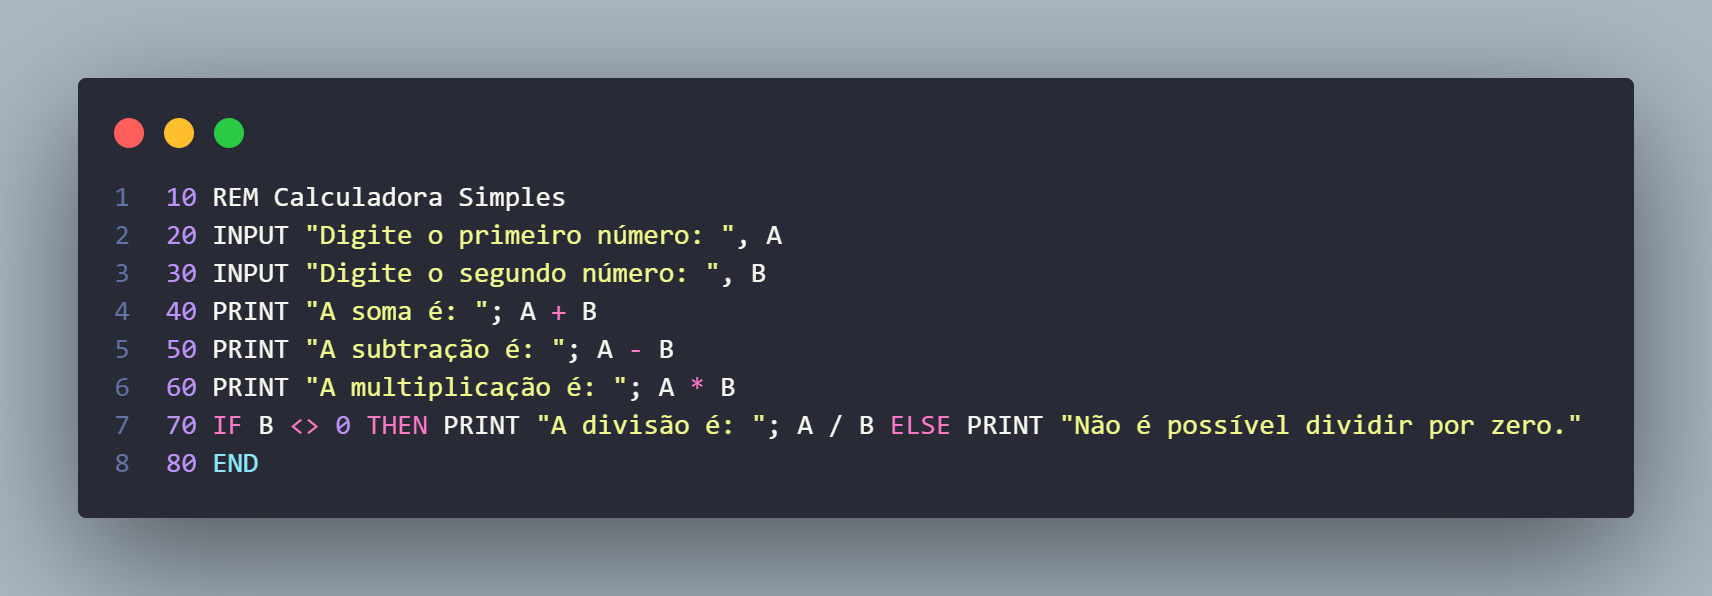 1 10 REM Calculadora Simples
2 20 INPUT "Digite o primeiro número: ", A
3 30 INPUT "Digite o segundo número: ", B
4 40 PRINT "A soma é: "; A + B
5 50 PRINT "A subtração é: "; A - B
6 60 PRINT "A multiplicação é: "; A * B
7 70 IF B <> 0 THEN PRINT "A divisão é: "; A / B ELSE PRINT "Não é possível dividir por zero."
8 80 END